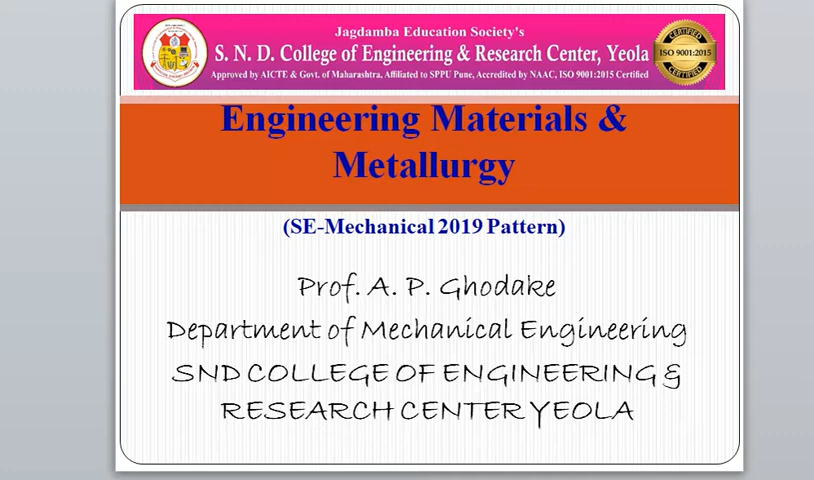 Jagdamba Education Society's
S. N. D. College of Engineering & Research Center, Yeola
Approved by AICTE & Govt. of Maharashtra, Affiliated to SPPU Pune, Accredited by NAAC, ISO 9001:2015 Certified
CERTIFIED
ISO 9001:2015
CERTIFIED
Engineering Materials &
Metallurgy
(SE-Mechanical 2019 Pattern)
Prof. A. P. Ghodake
Department of Mechanical Engineering
SND COLLEGE OF ENGINEERING &
RESEARCH CENTER YEOLA